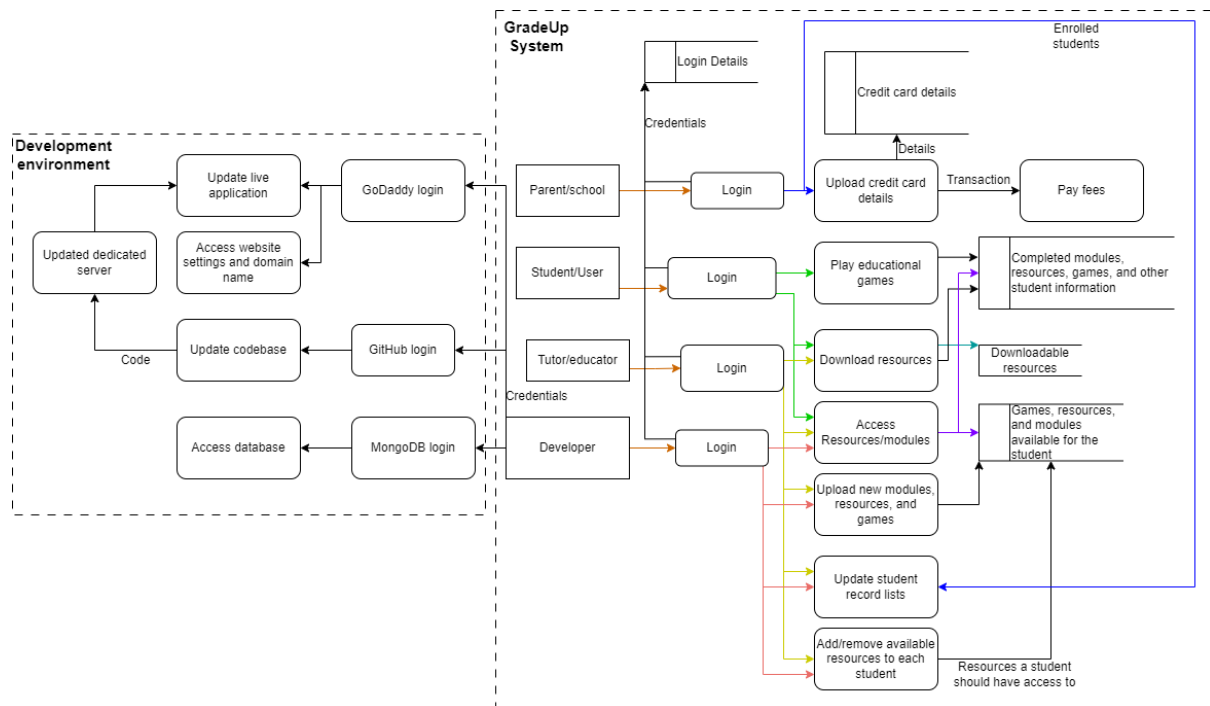 GradeUp
System
Enrolled
students
Login Details
Credit card details
Credentials
Details
Development
environment
Update live
application
GoDaddy login
Parent/school
Login
Upload credit card
details
Transaction
Pay fees
Updated dedicated
server
Access website
settings and domain
name
Student/User
Login
Play educational
games
Completed modules,
resources, games, and other
student information
Code
Update codebase
GitHub login
Tutor/educator
Login
Download resources
Downloadable
resources
Credentials
Access database
MongoDB login
Developer
Login
Access
Resources/modules
Games, resources,
and modules
available for the
student
Upload new modules,
resources, and
games
Update student
record lists
Add/remove available
resources to each
student
Resources a student
should have access to